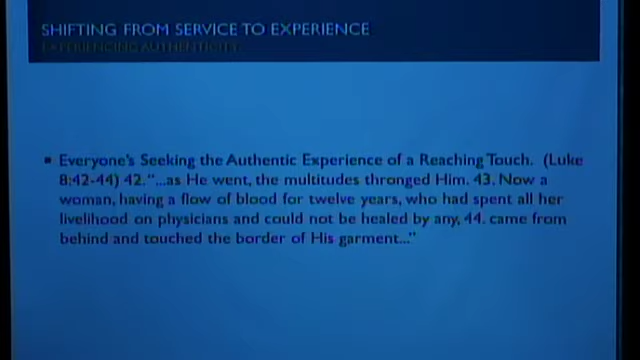 SHIFTING FROM SERVICE TO EXPERIENCE
EXPERIENCING AUTHENTICITY
▪ Everyone's Seeking the Authentic Experience of a Reaching Touch. (Luke
8:42-44) 42."...as He went, the multitudes thronged Him. 43. Now a
woman, having a flow of blood for twelve years, who had spent all her
livelihood on physicians and could not be healed by any, 44. came from
behind and touched the border of His garment..."